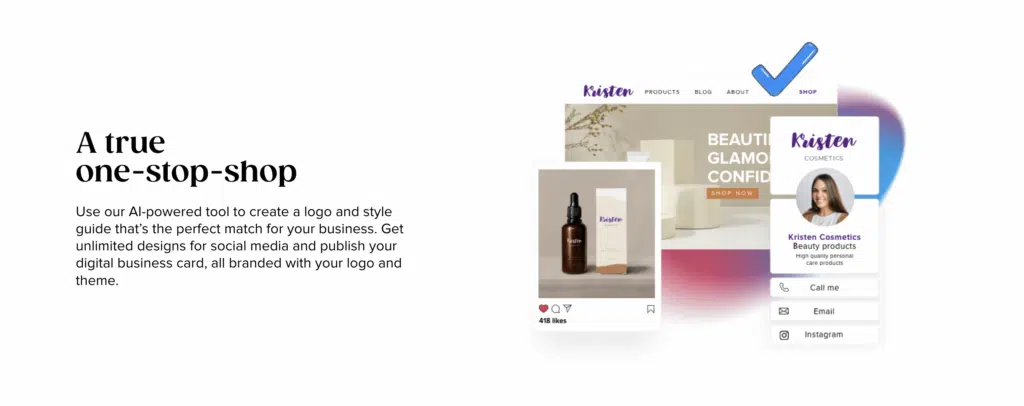 A true
one-stop-shop
Use our AI-powered tool to create a logo and style
guide that's the perfect match for your business. Get
unlimited designs for social media and publish your
digital business card, all branded with your logo and
theme.
Kristen PRODUCTS BLOG ABOUT SHOP
BEAUTI
GLAMO
CONFID
SHOP NOW
Kristen
Kristen
418 likes
Kristen
COSMETICS
Kristen Cosmetics
Beauty products
High quality personal
care products
Call me
Email
Instagram